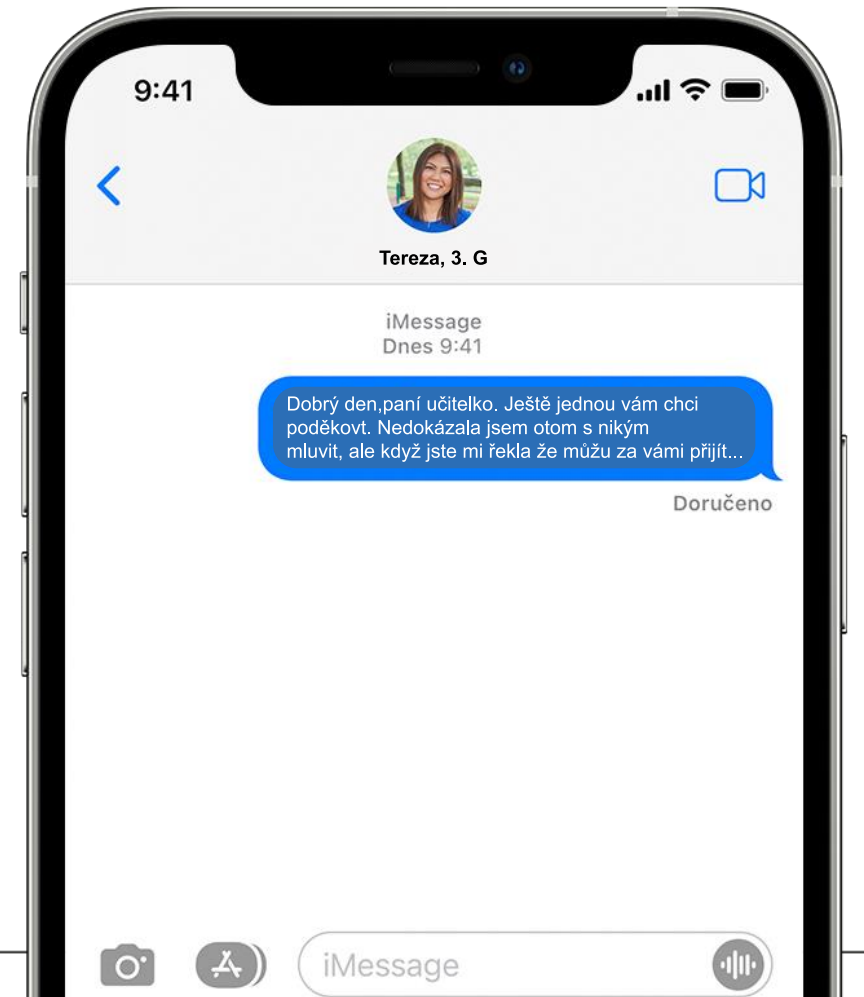 9:41
Tereza, 3. G
iMessage
Dnes 9:41
Dobrý den,paní učitelko. Ještě jednou vám chci
poděkovt. Nedokázala jsem otom s nikým
mluvit, ale když jste mi řekla že můžu za vámi přijít...
Doručeno
iMessage